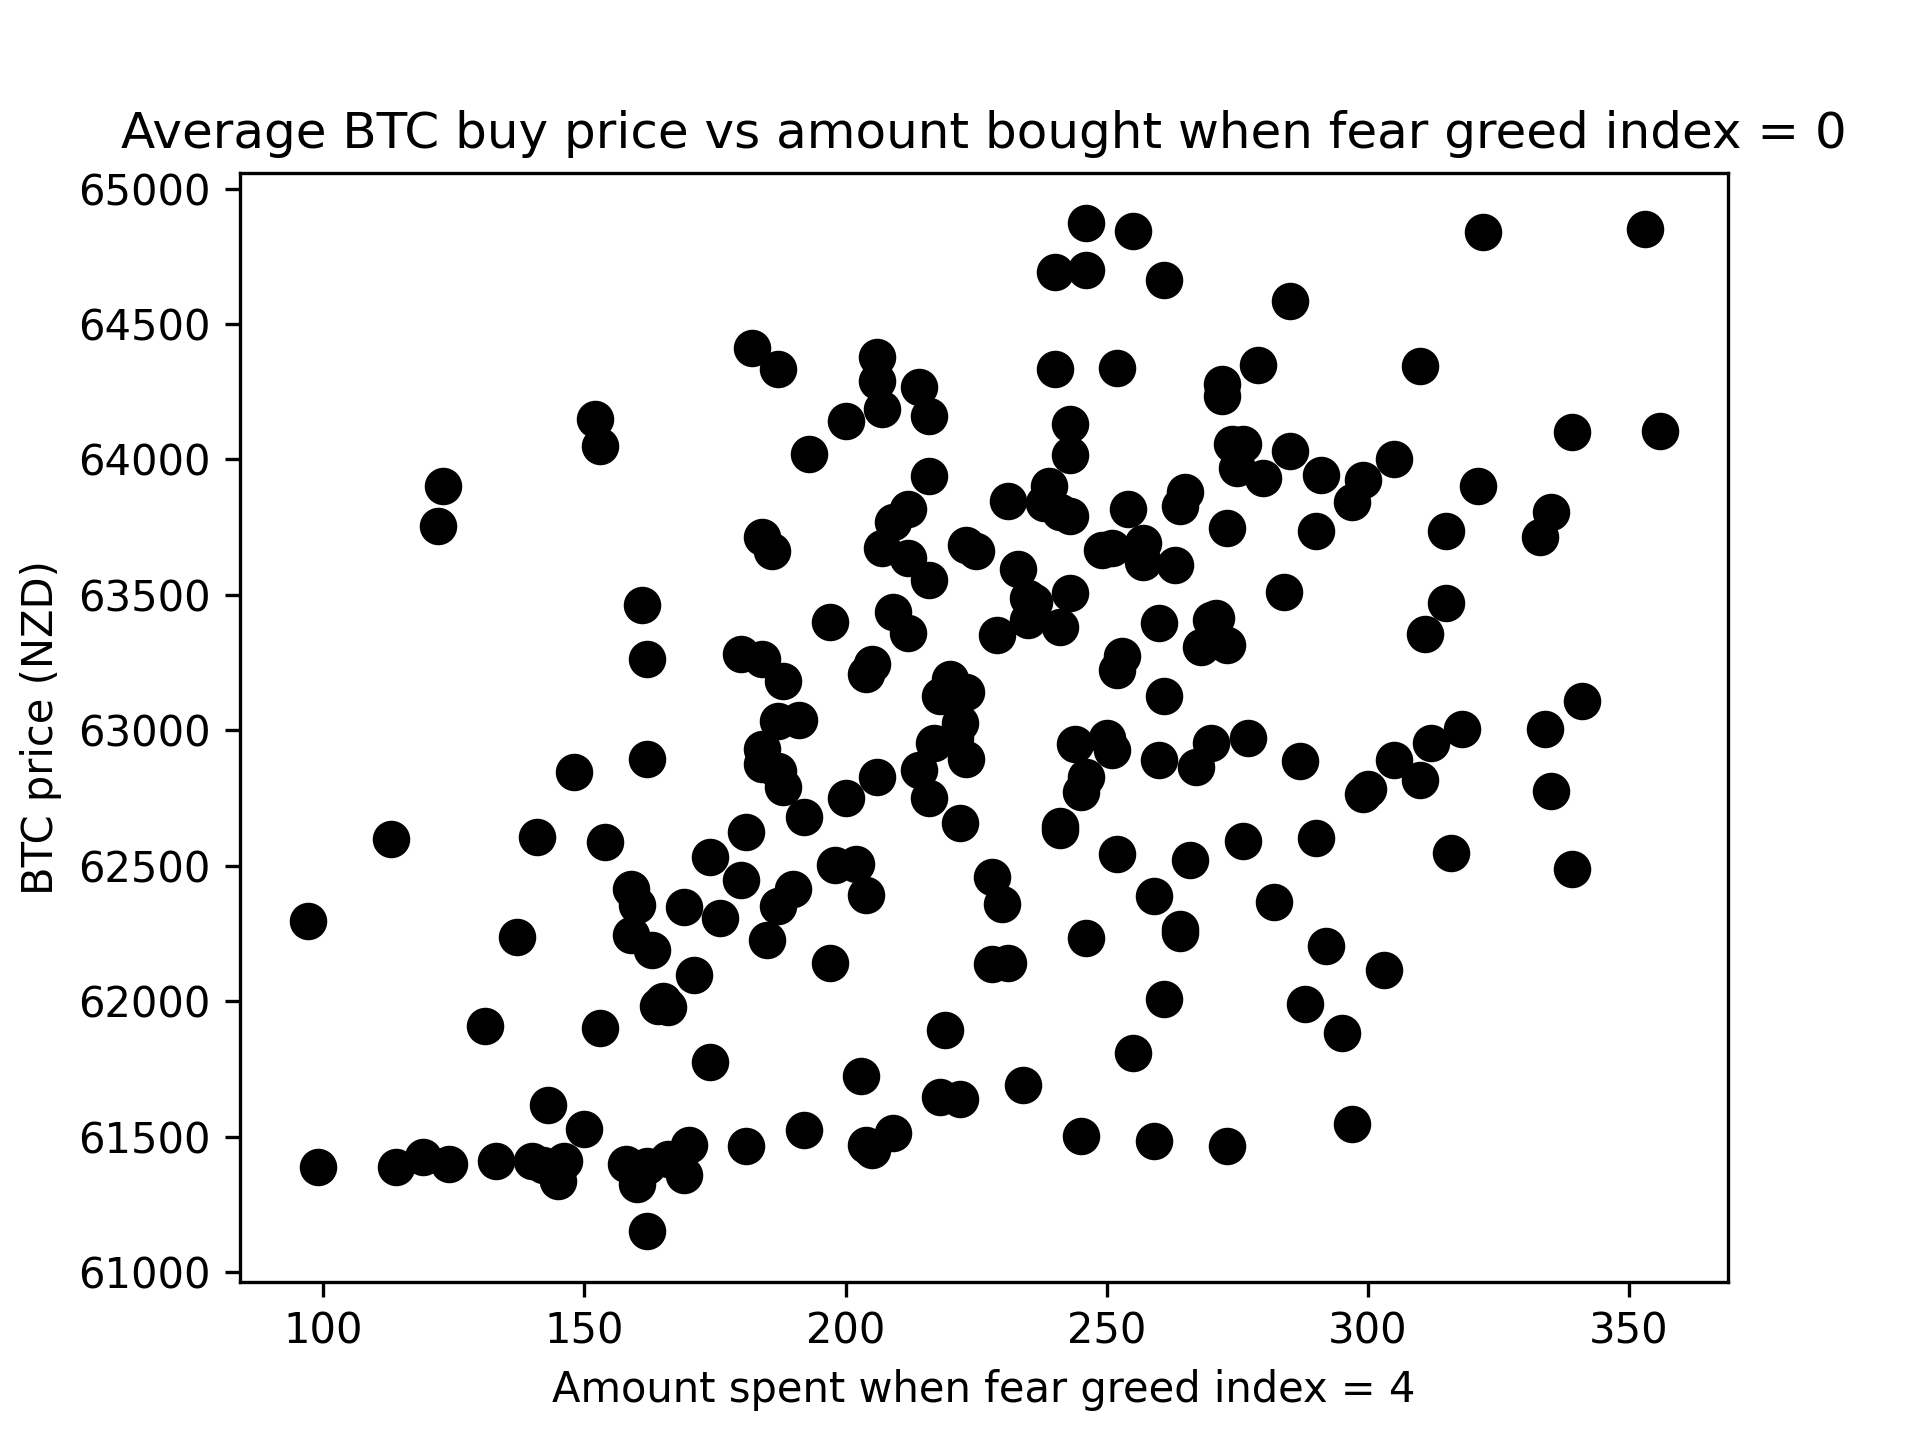 Average BTC buy price vs amount bought when fear greed index = 0
65000
64500
64000
63500
63000
62500
62000
61500
61000
BTC price (NZD)
100 150 200 250 300 350
Amount spent when fear greed index = 4